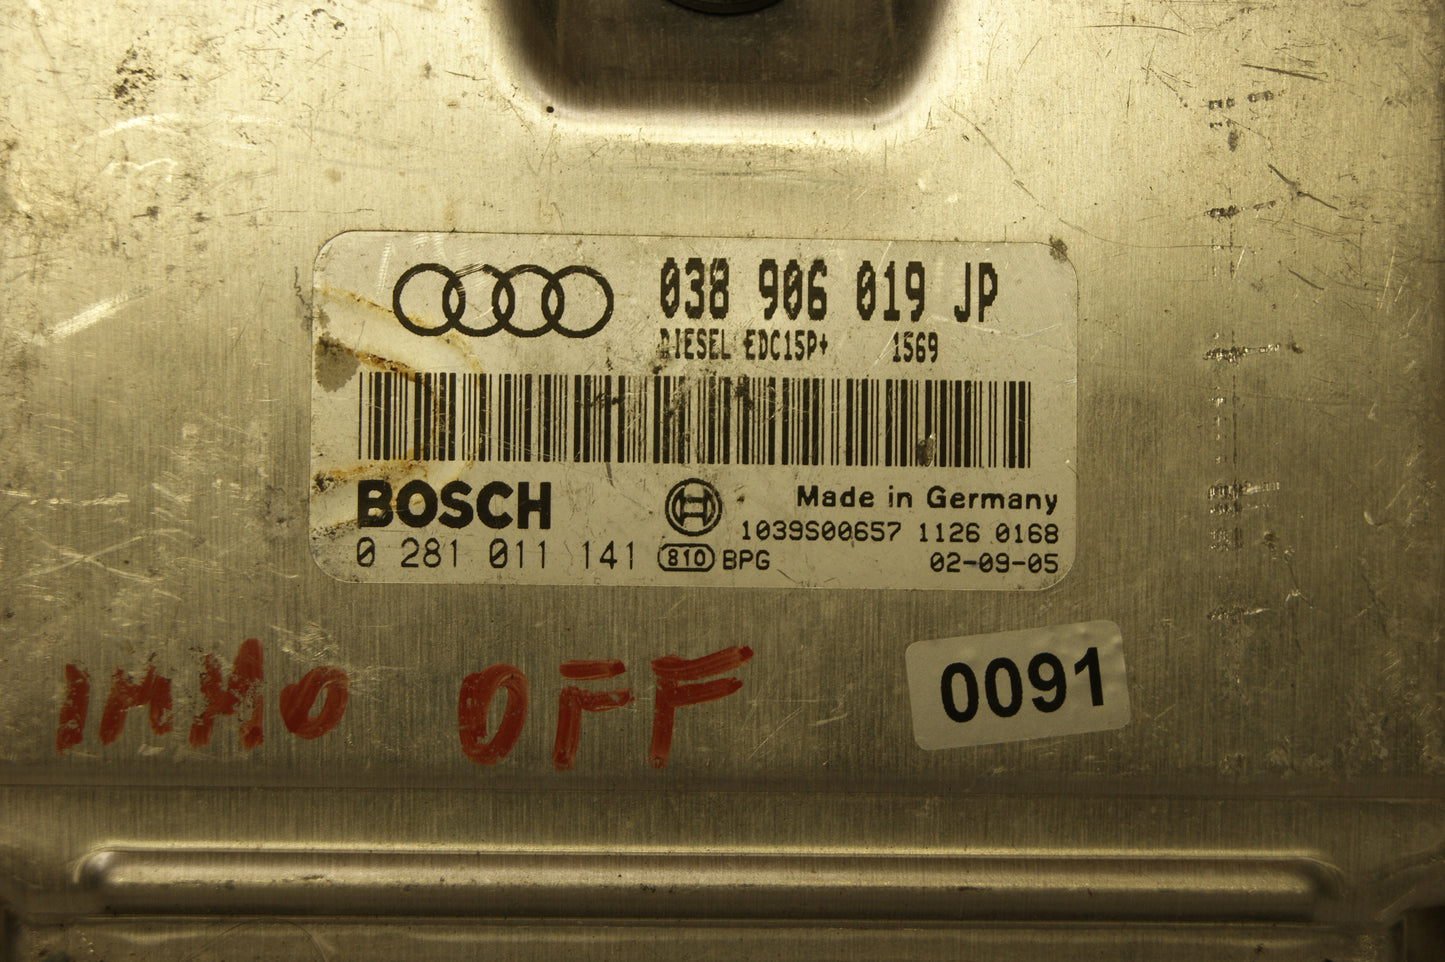 038 906 019 JP
DIESEL EDC15P+ 1569
BOSCH
Made in Germany
1039S00657 1126 0168
0 281 011 141 810 BPG 02-09-05
IMMO OFF
0091